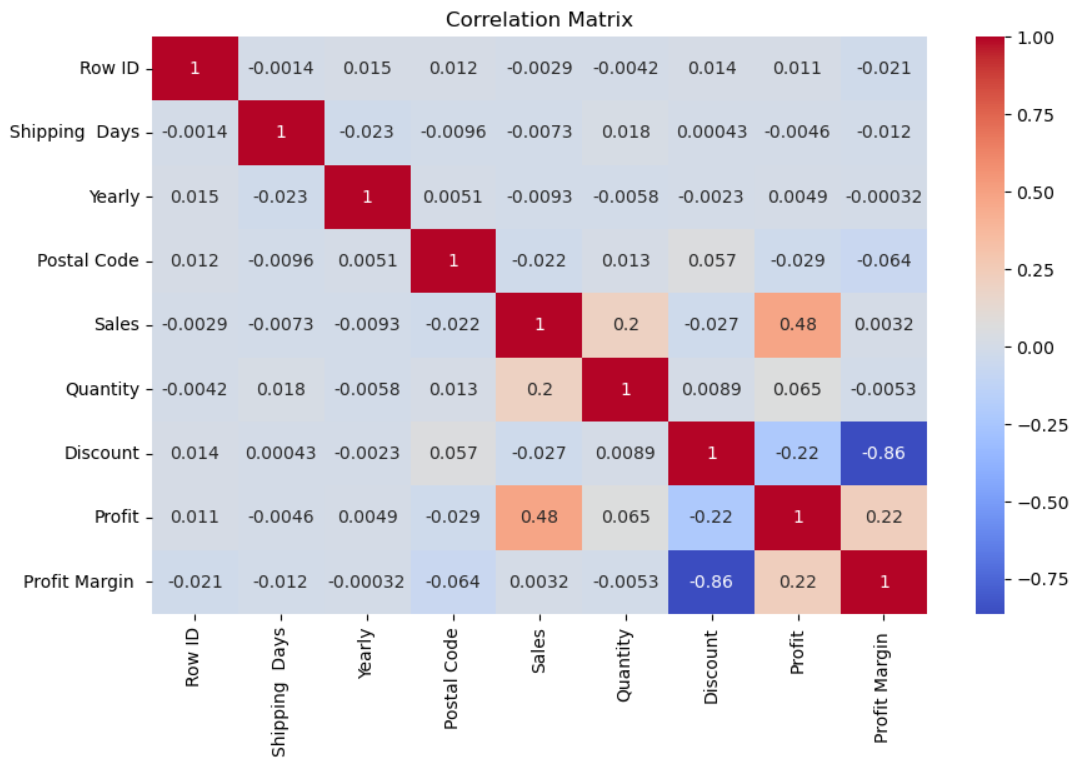 Correlation Matrix
Row ID 1 -0.0014 0.015 0.012 -0.0029 -0.0042 0.014 0.011 -0.021
Shipping  Days -0.0014 1 -0.023 -0.0096 -0.0073 0.018 0.00043 -0.0046 -0.012
Yearly 0.015 -0.023 1 0.0051 -0.0093 -0.0058 -0.0023 0.0049 -0.00032
Postal Code 0.012 -0.0096 0.0051 1 -0.022 0.013 0.057 -0.029 -0.064
Sales -0.0029 -0.0073 -0.0093 -0.022 1 0.2 -0.027 0.48 0.0032
Quantity -0.0042 0.018 -0.0058 0.013 0.2 1 0.0089 0.065 -0.0053
Discount 0.014 0.00043 -0.0023 0.057 -0.027 0.0089 1 -0.22 -0.86
Profit 0.011 -0.0046 0.0049 -0.029 0.48 0.065 -0.22 1 0.22
Profit Margin -0.021 -0.012 -0.00032 -0.064 0.0032 -0.0053 -0.86 0.22 1
Row ID
Shipping  Days
Yearly
Postal Code
Sales
Quantity
Discount
Profit
Profit Margin
1.00
0.75
0.50
0.25
0.00
−0.25
−0.50
−0.75